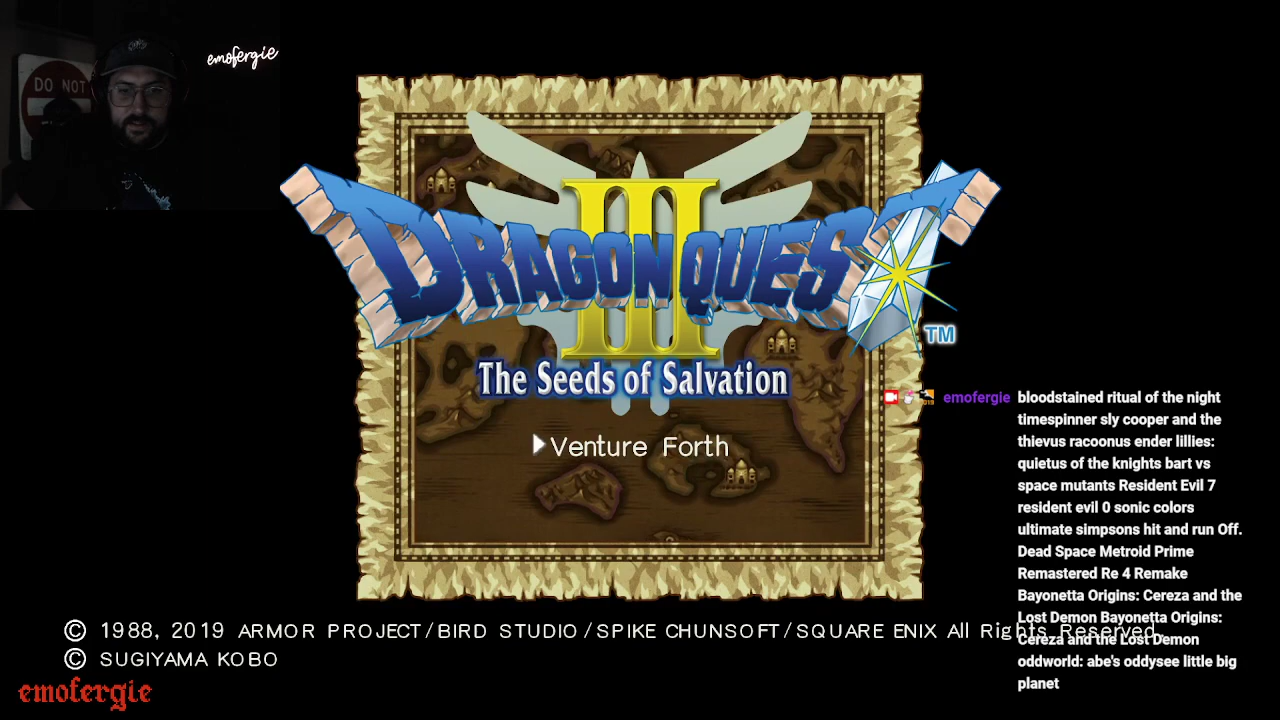 DO NOT
emofergie
III
DRAGON QUEST
TM
The Seeds of Salvation
Venture Forth
emofergie bloodstained ritual of the night
timespinner sly cooper and the
thievus racoonus ender lillies:
quietus of the knights bart vs
space mutants Resident Evil 7
resident evil 0 sonic colors
ultimate simpsons hit and run Off.
Dead Space Metroid Prime
Remastered Re 4 Remake
Bayonetta Origins: Cereza and the
Lost Demon Bayonetta Origins:
Cereza and the Lost Demon
oddworld: abe's oddysee little big
planet
© 1988, 2019 ARMOR PROJECT/BIRD STUDIO/SPIKE CHUNSOFT/SQUARE ENIX All Rights Reserved.
© SUGIYAMA KOBO
emofergie